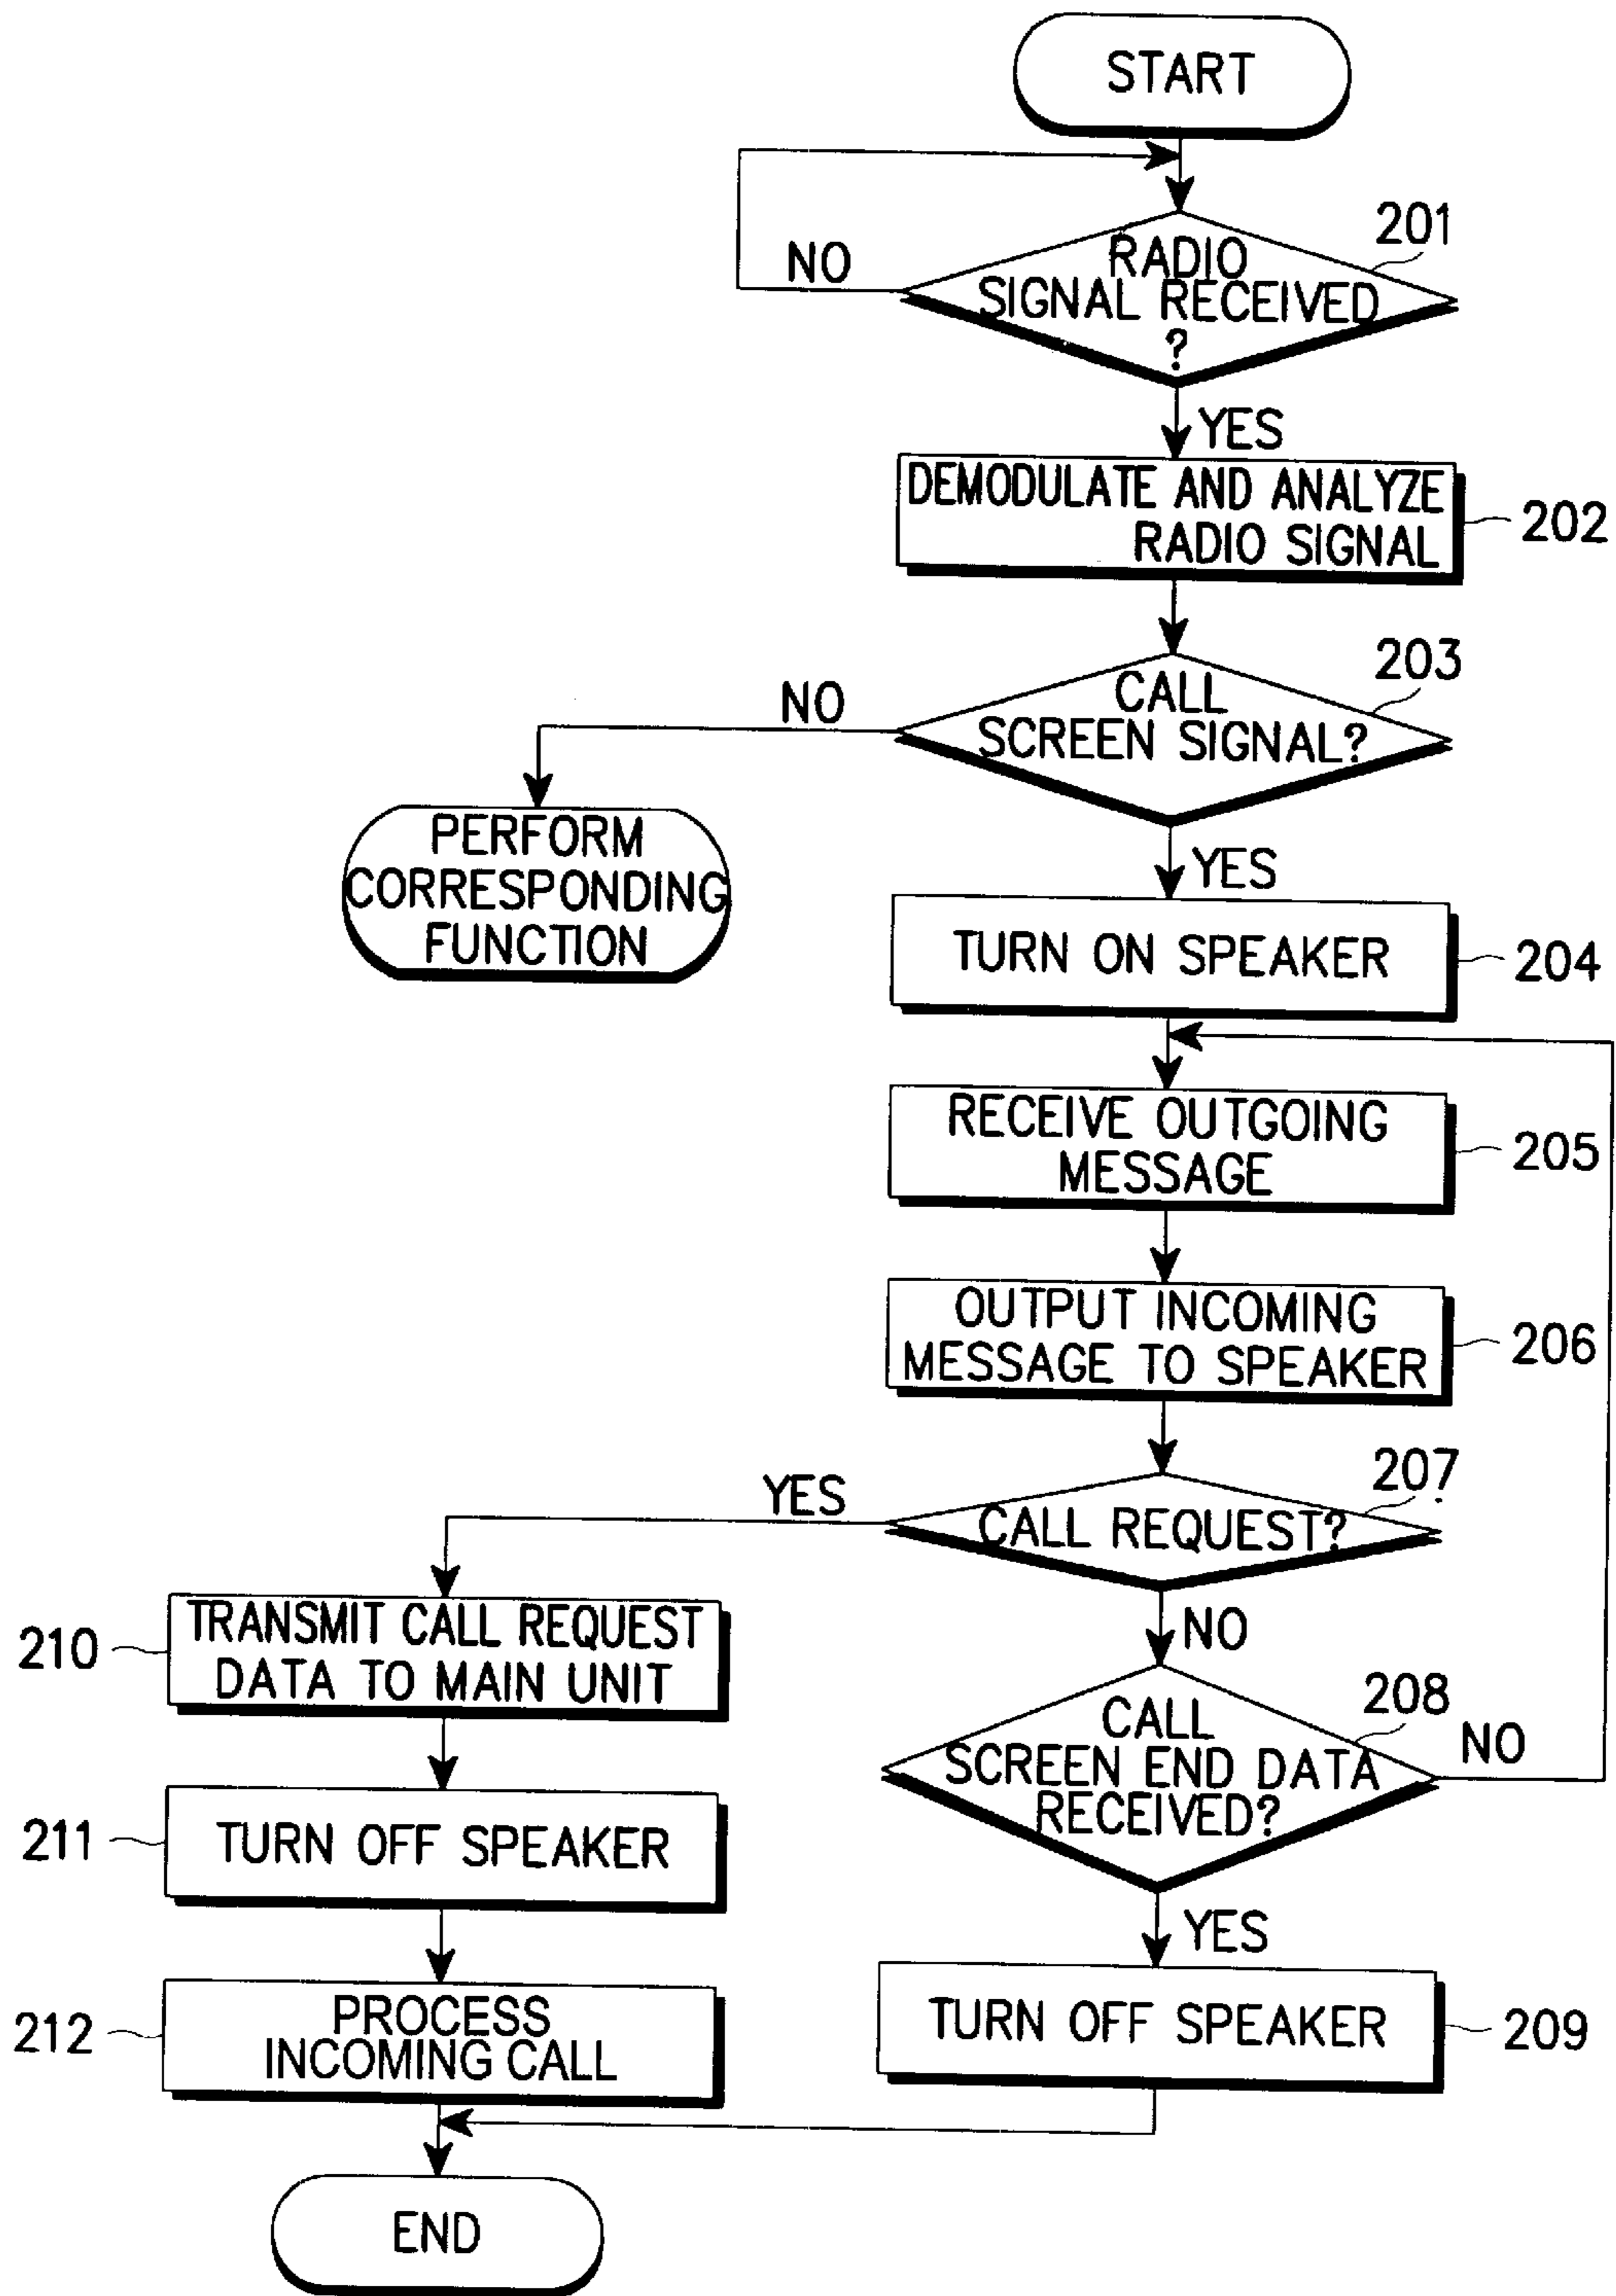 START
201
NO
RADIO
SIGNAL RECEIVED
?
YES
DEMODULATE AND ANALYZE
RADIO SIGNAL
202
203
NO
CALL
SCREEN SIGNAL?
PERFORM
CORRESPONDING
FUNCTION
YES
TURN ON SPEAKER
204
RECEIVE OUTGOING
MESSAGE
205
OUTPUT INCOMING
MESSAGE TO SPEAKER
206
207
YES
CALL REQUEST?
210
TRANSMIT CALL REQUEST
DATA TO MAIN UNIT
NO
208
CALL
SCREEN END DATA
RECEIVED?
NO
211
TURN OFF SPEAKER
YES
212
PROCESS
INCOMING CALL
TURN OFF SPEAKER
209
END